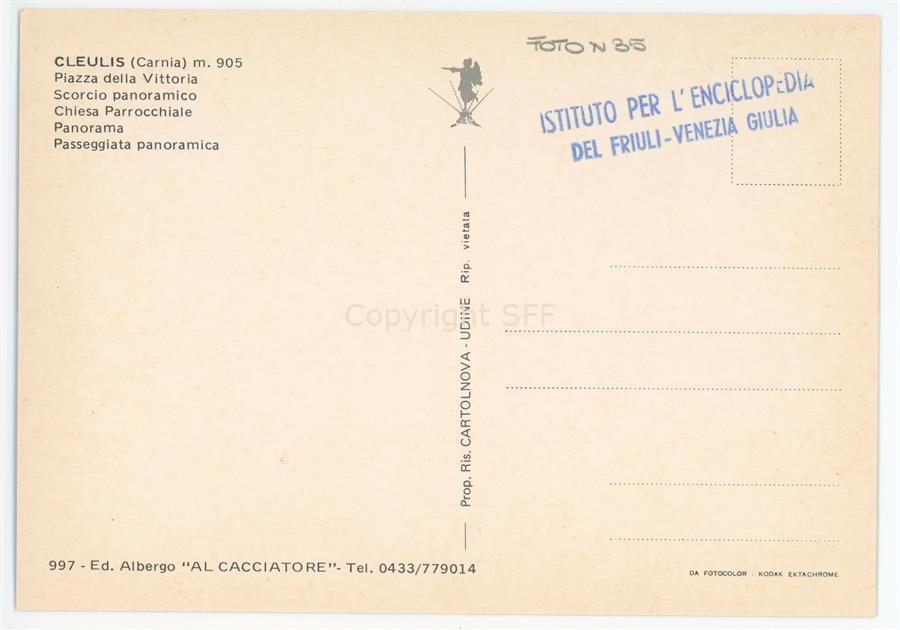 CLEULIS (Carnia) m. 905
Piazza della Vittoria
Scorcio panoramico
Chiesa Parrocchiale
Panorama
Passeggiata panoramica
FOTO N 35
ISTITUTO PER L'ENCICLOPEDIA
DEL FRIULI-VENEZIA GIULIA
Prop. Ris. CARTOLNOVA - UDINE Rip. vietata
Copyright SFF
997 - Ed. Albergo "AL CACCIATORE"- Tel. 0433/779014
DA FOTOCOLOR - KODAK EKTACHROME